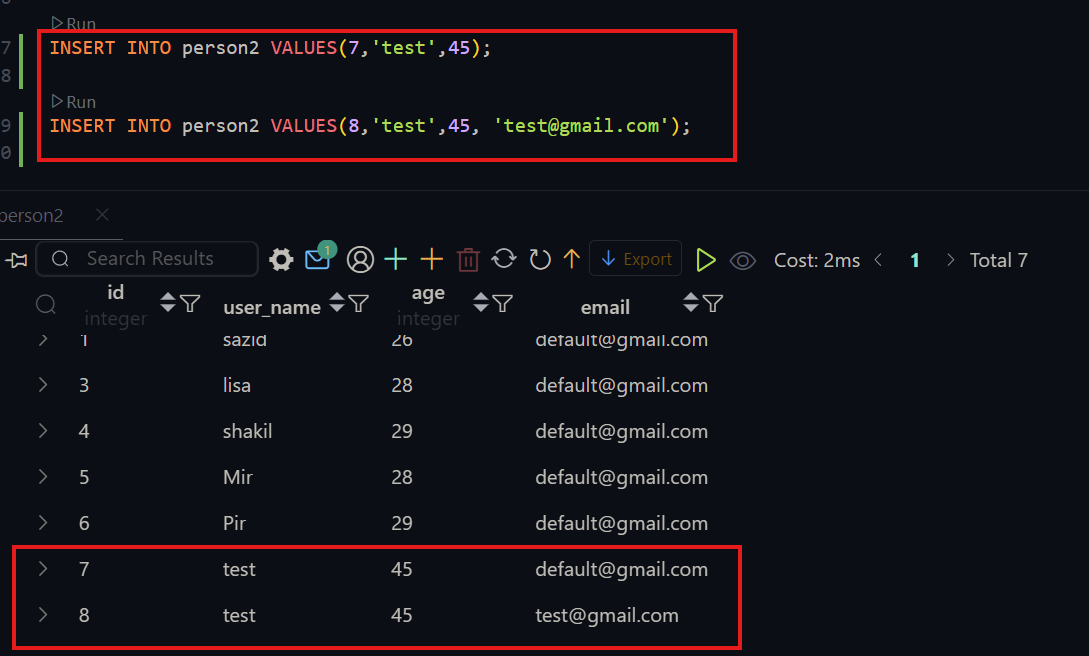 Run
7 INSERT INTO person2 VALUES(7,'test',45);
8
Run
9 INSERT INTO person2 VALUES(8,'test',45, 'test@gmail.com');
0
person2
Search Results 1 Export Cost: 2ms 1 Total 7
id user_name age email
integer integer
1 sazid 26 default@gmail.com
3 lisa 28 default@gmail.com
4 shakil 29 default@gmail.com
5 Mir 28 default@gmail.com
6 Pir 29 default@gmail.com
7 test 45 default@gmail.com
8 test 45 test@gmail.com